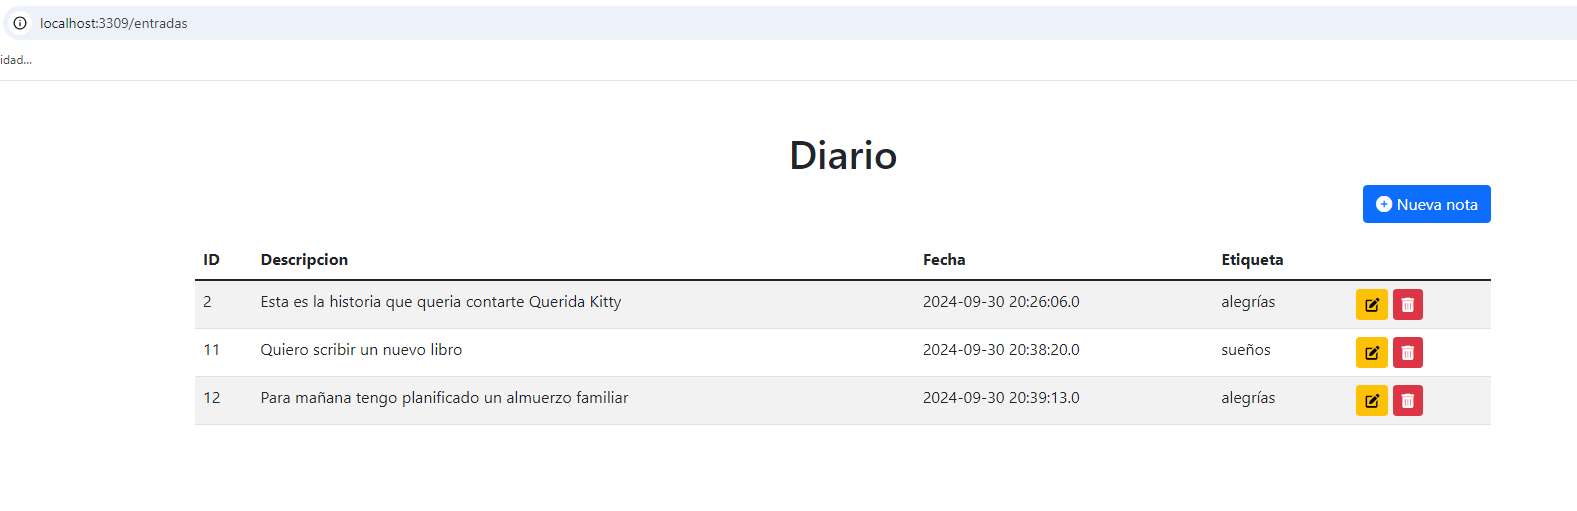 localhost:3309/entradas
idad...
Diario
Nueva nota
ID Descripcion Fecha Etiqueta
2 Esta es la historia que queria contarte Querida Kitty 2024-09-30 20:26:06.0 alegrías
11 Quiero scribir un nuevo libro 2024-09-30 20:38:20.0 sueños
12 Para mañana tengo planificado un almuerzo familiar 2024-09-30 20:39:13.0 alegrías